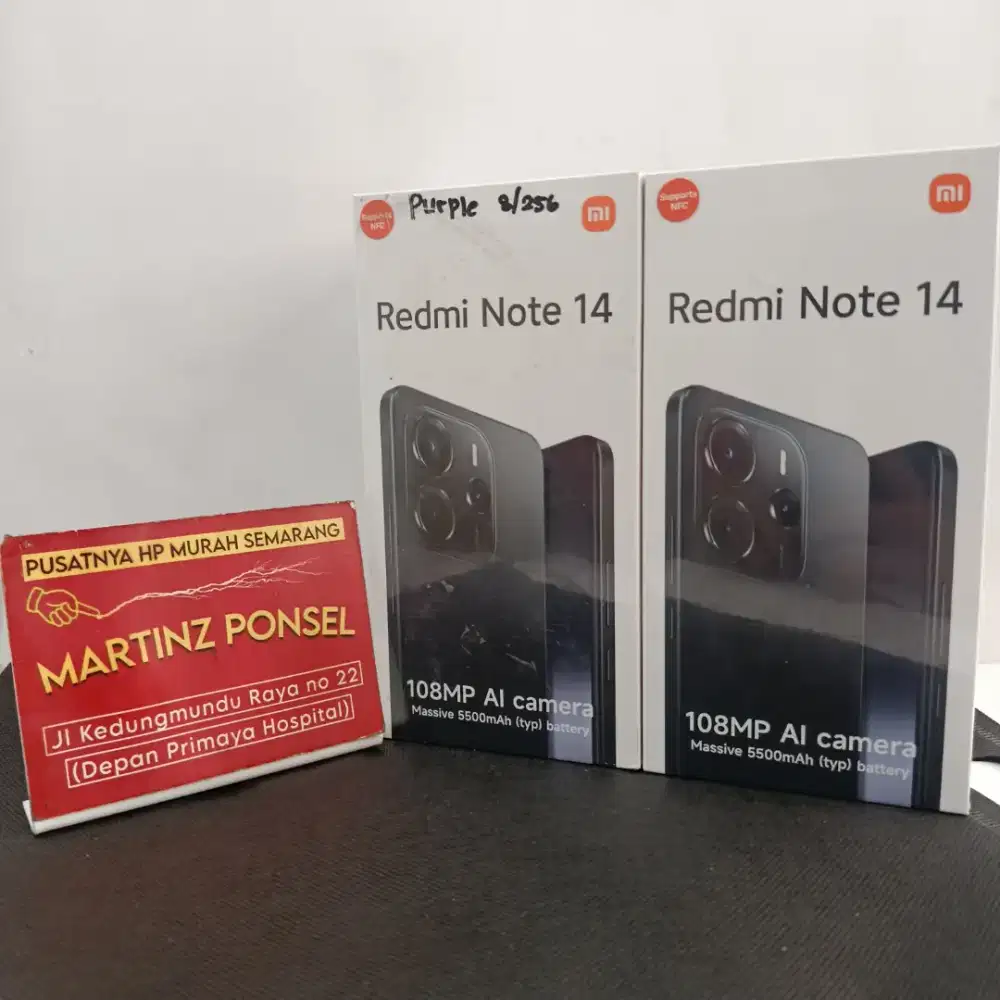 PUSATNYA HP MURAH SEMARANG
MARTINZ PONSEL
Jl Kedungmundu Raya no 22
(Depan Primaya Hospital)
Supports
NFC
Purple 8/256
mi
Redmi Note 14
108MP AI camera
Massive 5500mAh (typ) battery
Supports
NFC
mi
Redmi Note 14
108MP AI camera
Massive 5500mAh (typ) battery